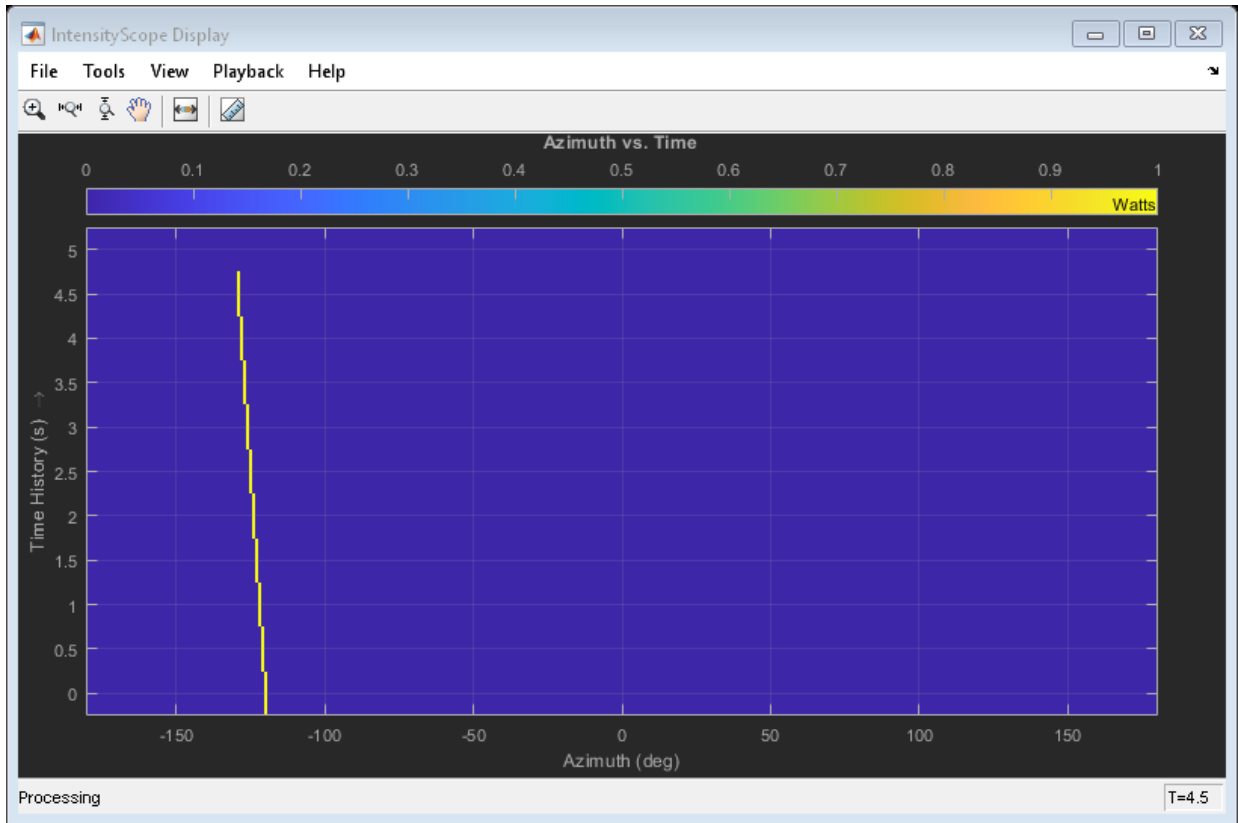 IntensityScope Display
File Tools View Playback Help
Azimuth vs. Time
0 0.1 0.2 0.3 0.4 0.5 0.6 0.7 0.8 0.9 1
Watts
5
4.5
4
3.5
3
2.5
2
1.5
1
0.5
0
Time History (s) →
-150 -100 -50 0 50 100 150
Azimuth (deg)
Processing T=4.5